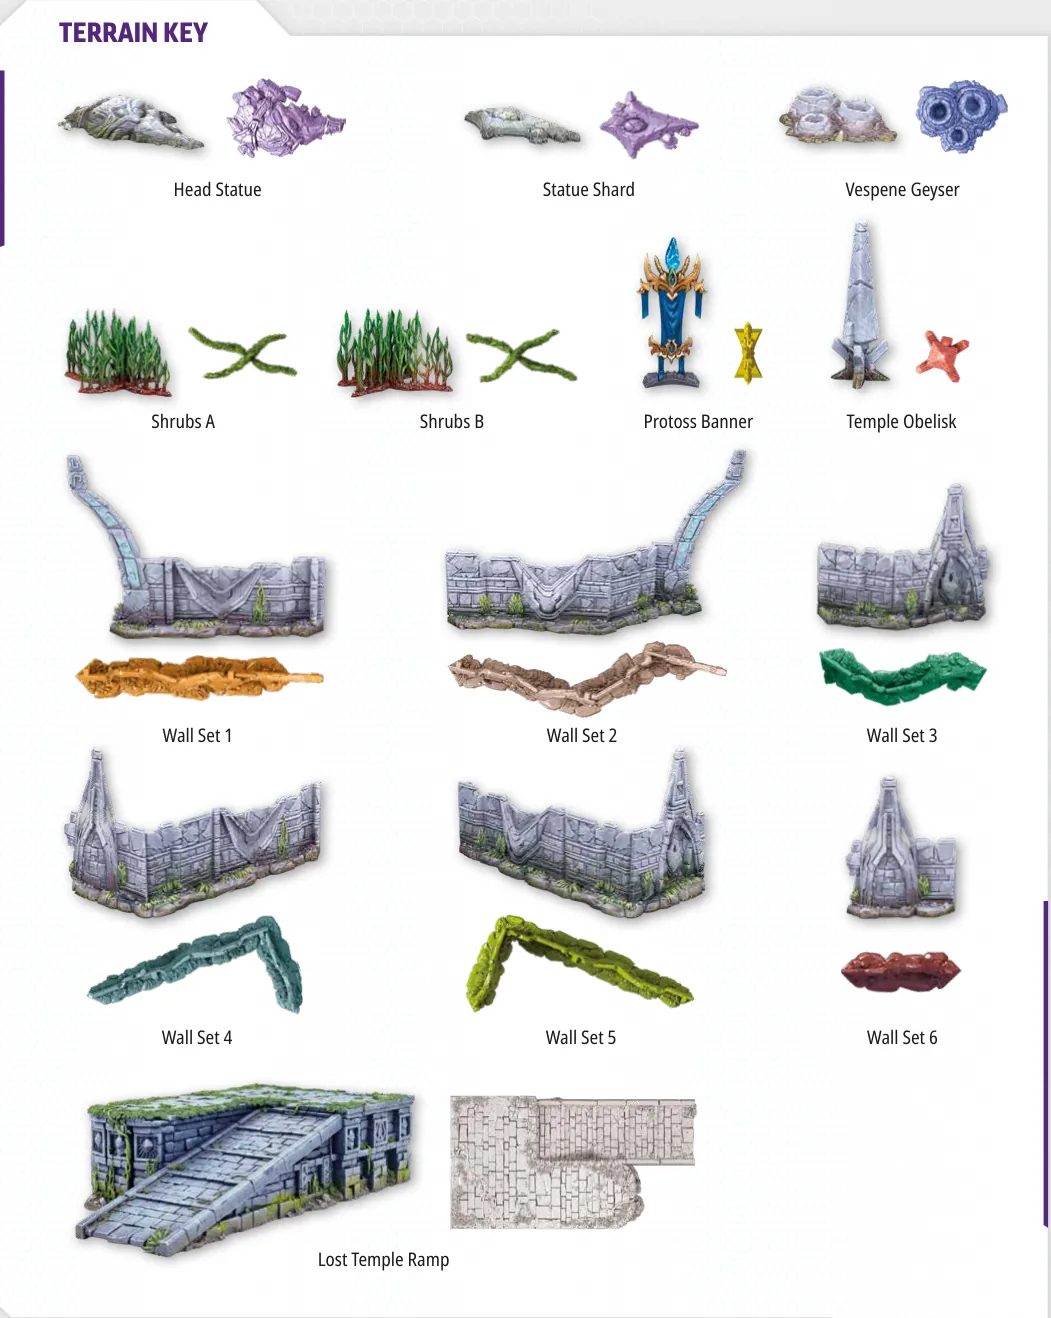 TERRAIN KEY
Head Statue
Statue Shard
Vespene Geyser
Shrubs A
Shrubs B
Protoss Banner
Temple Obelisk
Wall Set 1
Wall Set 2
Wall Set 3
Wall Set 4
Wall Set 5
Wall Set 6
Lost Temple Ramp